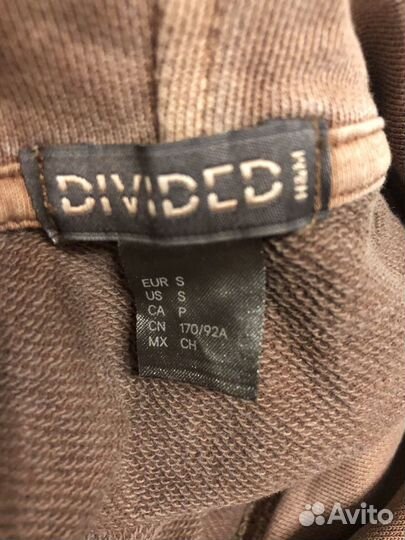 DIVIDED
H&M
EUR S
US S
CA P
CN 170/92A
MX CH
Avito